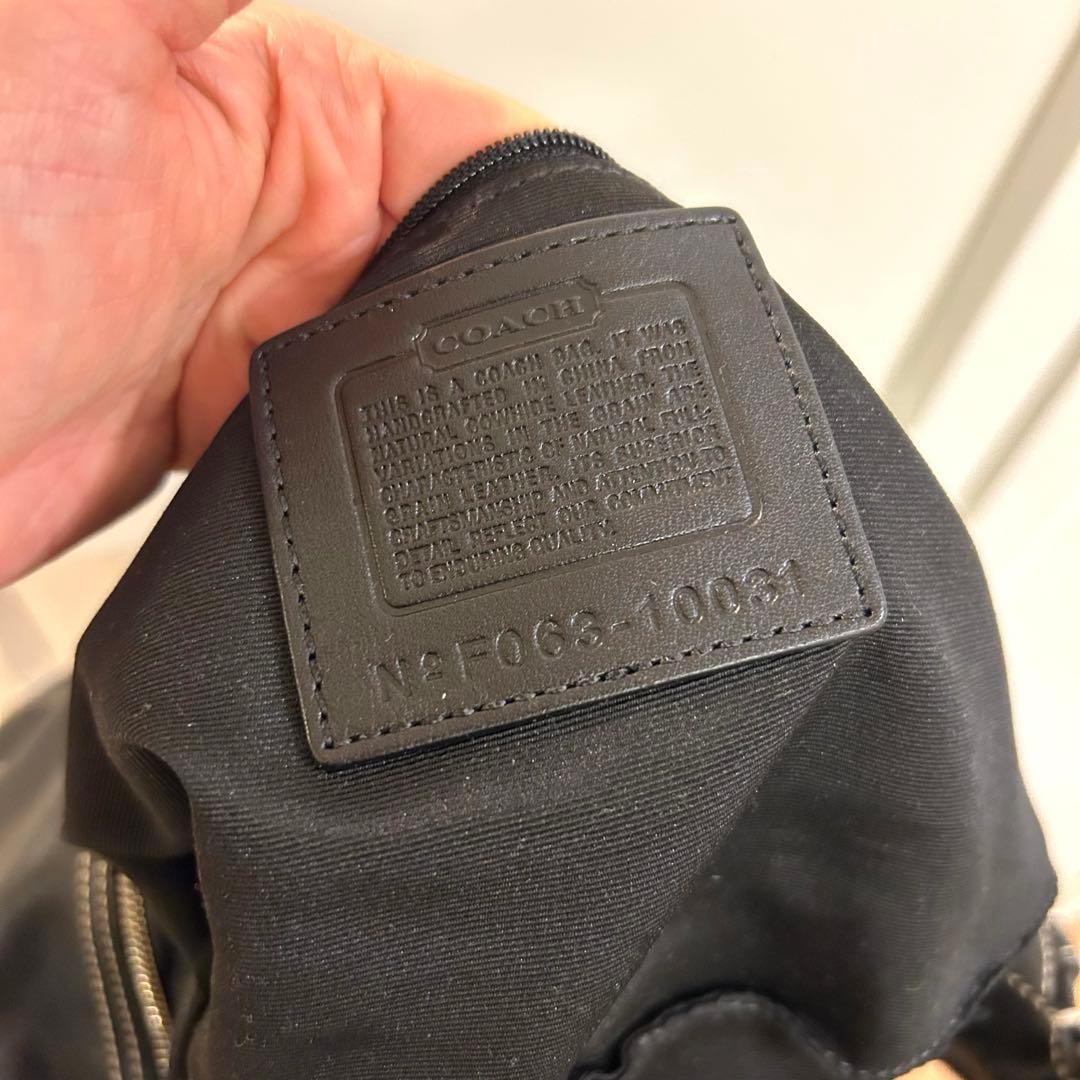 COACH
THIS IS A COACH BAG. IT WAS
HANDCRAFTED IN CHINA FROM
NATURAL COWHIDE LEATHER. THE
VARIATIONS IN THE GRAIN ARE
CHARACTERISTIC OF NATURAL FULL
GRAIN LEATHER. ITS SUPERIOR
CRAFTSMANSHIP AND ATTENTION TO
DETAIL REFLECT OUR COMMITMENT
TO ENDURING QUALITY.
Nº F063-10031